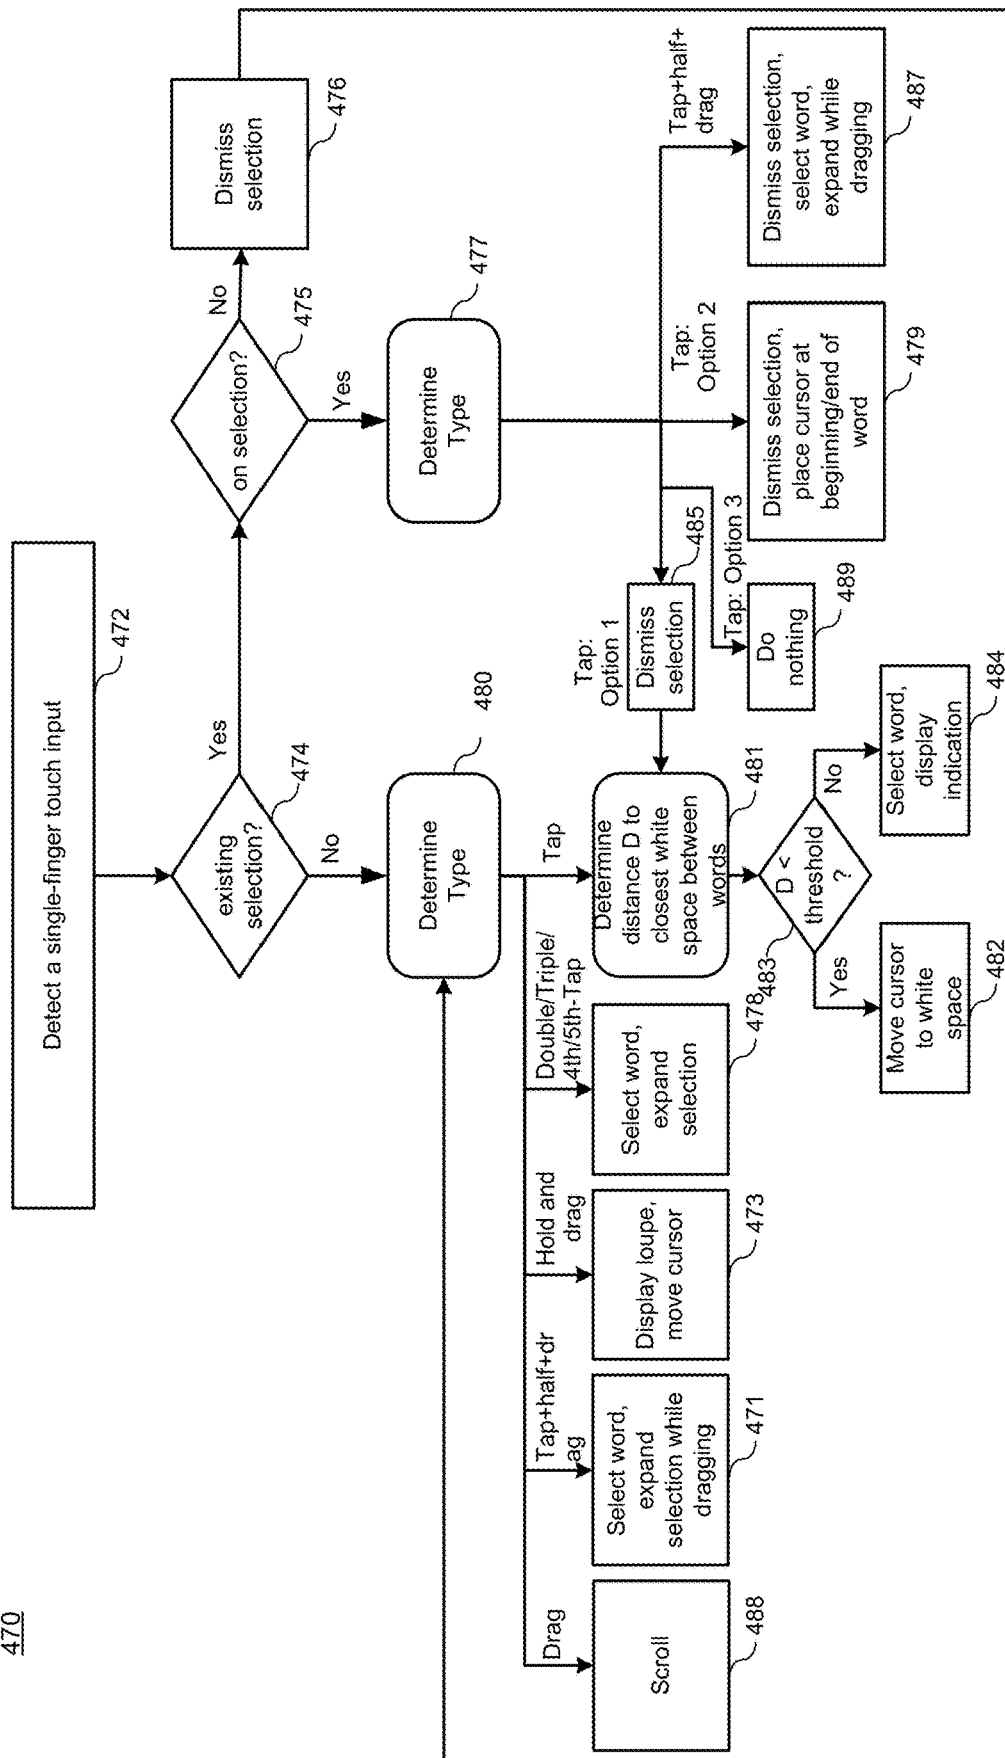 470
Detect a single-finger touch input
472
existing
selection?
474
Yes
No
on selection?
475
No
Yes
Dismiss
selection
476
Determine
Type
480
Determine
Type
477
Drag
Tap+half+dr
ag
Hold and
drag
Double/Triple/
4th/5th-Tap
Tap
Scroll
488
Select word,
expand
selection while
dragging
471
Display loupe,
move cursor
473
Select word,
expand
selection
478
Determine
distance D to
closest white
space between
words
481
Tap:
Option 1
Dismiss
selection
485
Tap: Option 3
Do
nothing
489
Tap:
Option 2
Dismiss selection,
place cursor at
beginning/end of
word
479
Tap+half+
drag
Dismiss selection,
select word,
expand while
dragging
487
D <
threshold
?
483
Yes
No
Move cursor
to white
space
482
Select word,
display
indication
484